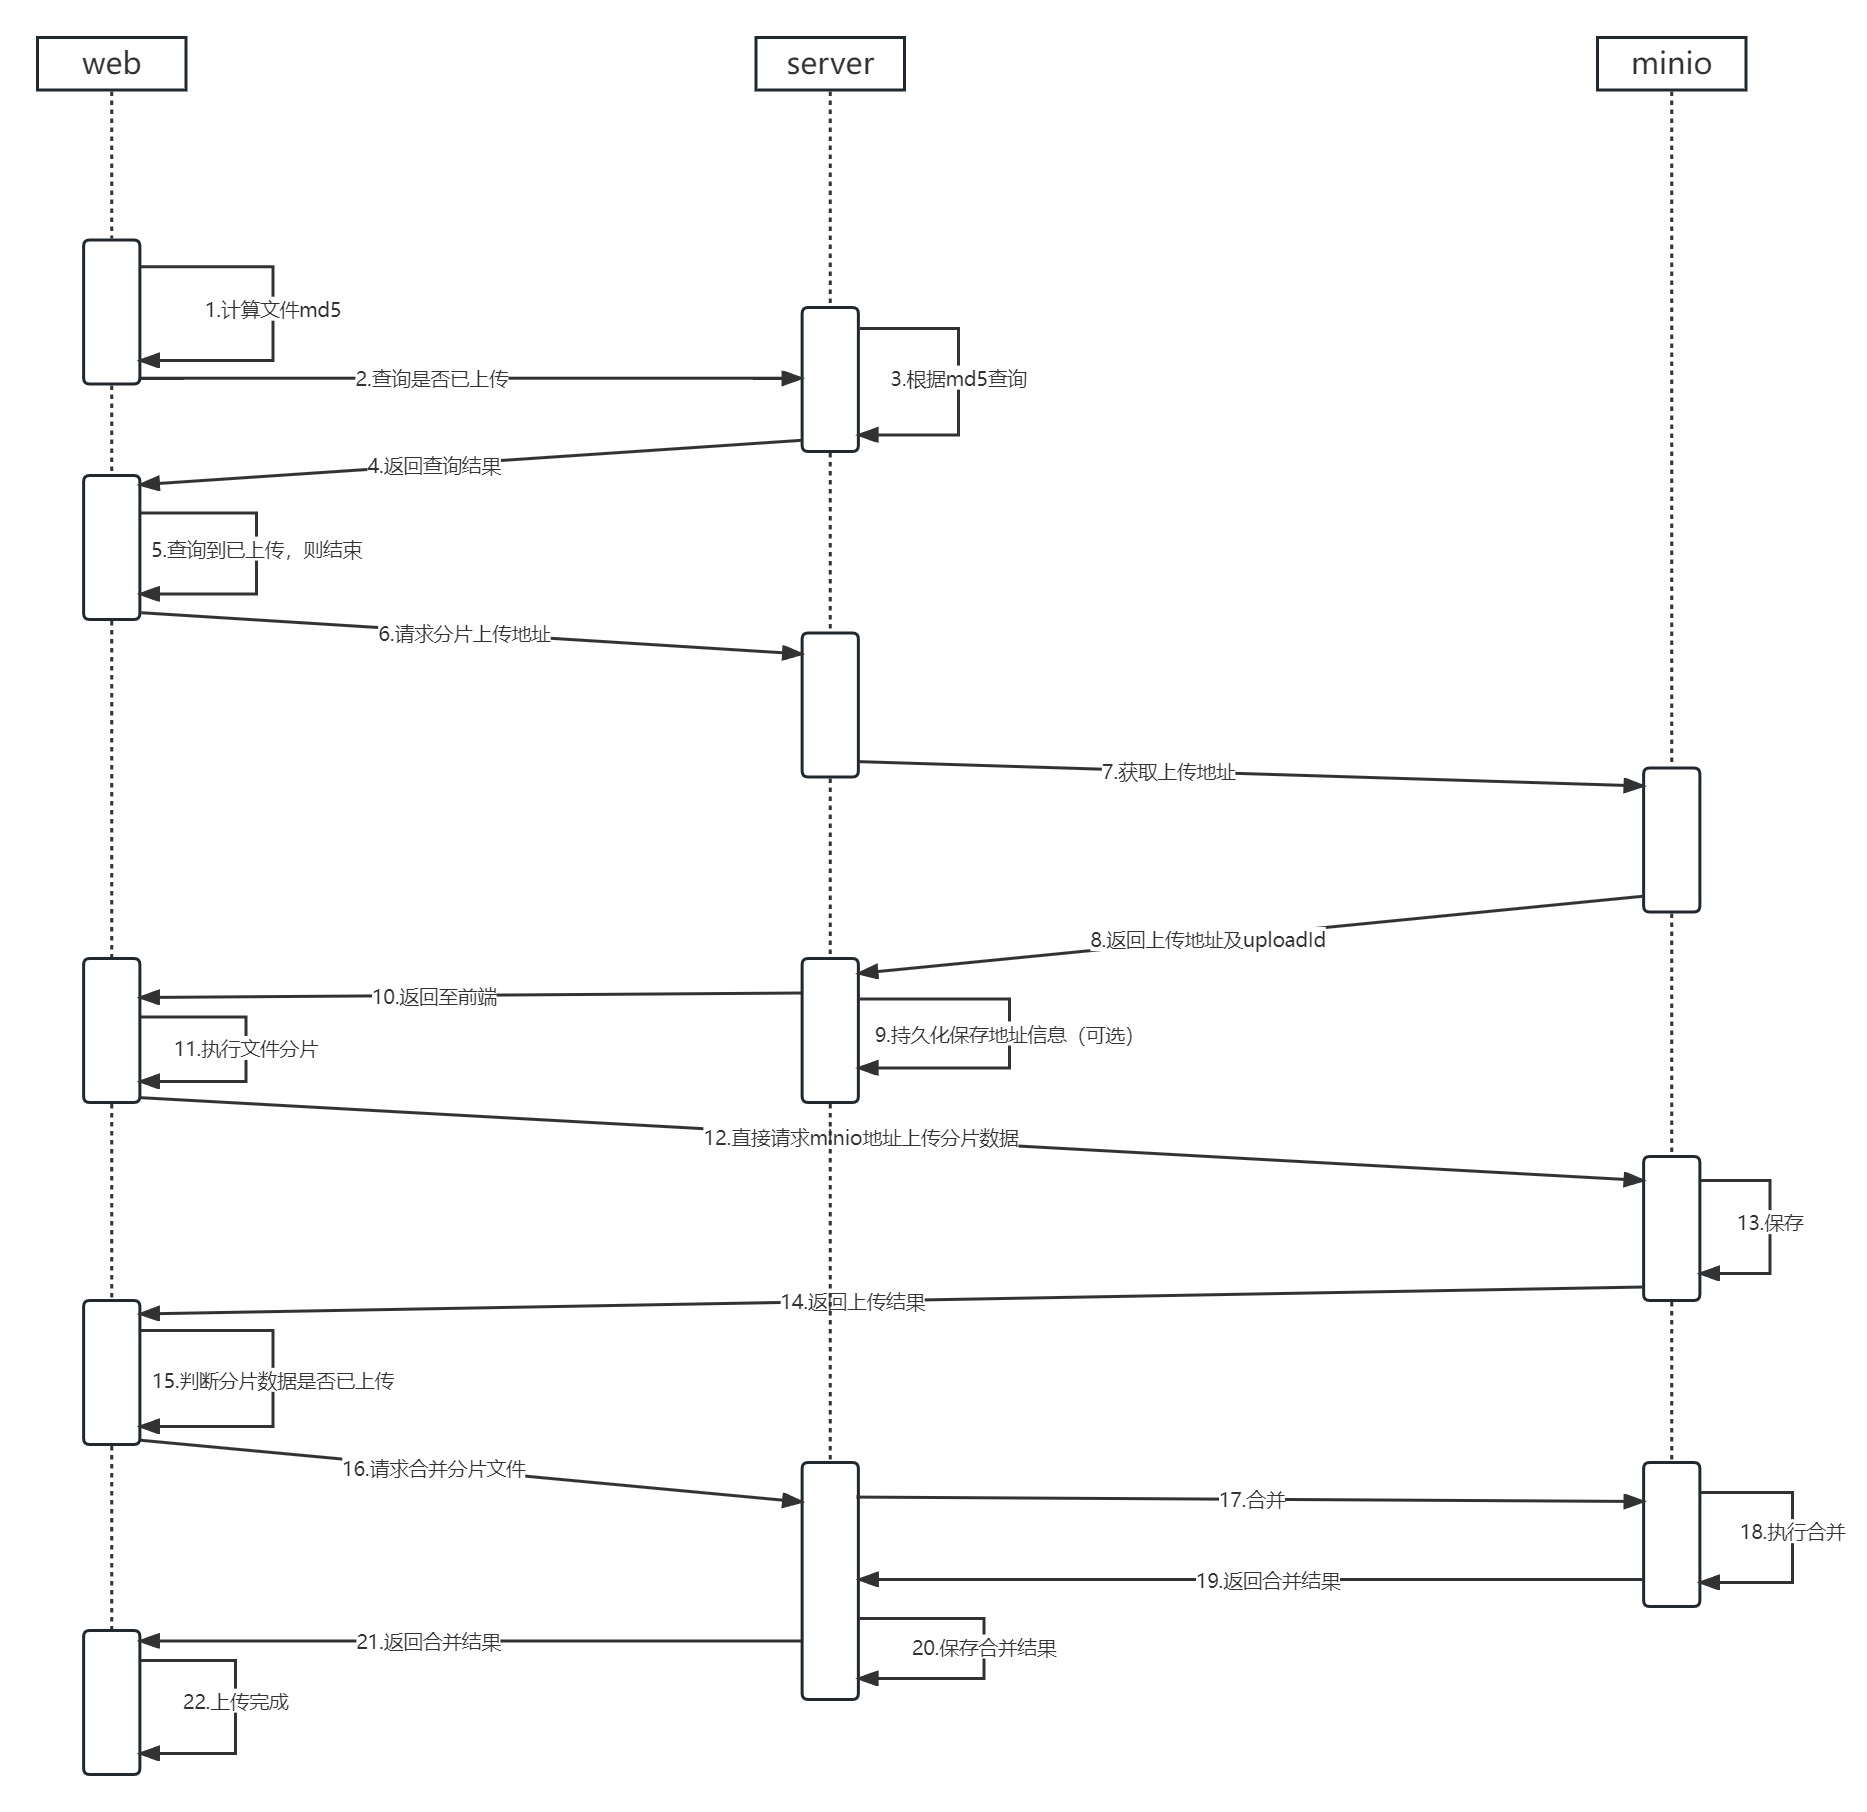 web
server
minio
1.计算文件md5
2.查询是否已上传
3.根据md5查询
4.返回查询结果
5.查询到已上传，则结束
6.请求分片上传地址
7.获取上传地址
8.返回上传地址及uploadId
10.返回至前端
9.持久化保存地址信息（可选）
11.执行文件分片
12.直接请求minio地址上传分片数据
13.保存
14.返回上传结果
15.判断分片数据是否已上传
16.请求合并分片文件
17.合并
18.执行合并
19.返回合并结果
21.返回合并结果
20.保存合并结果
22.上传完成